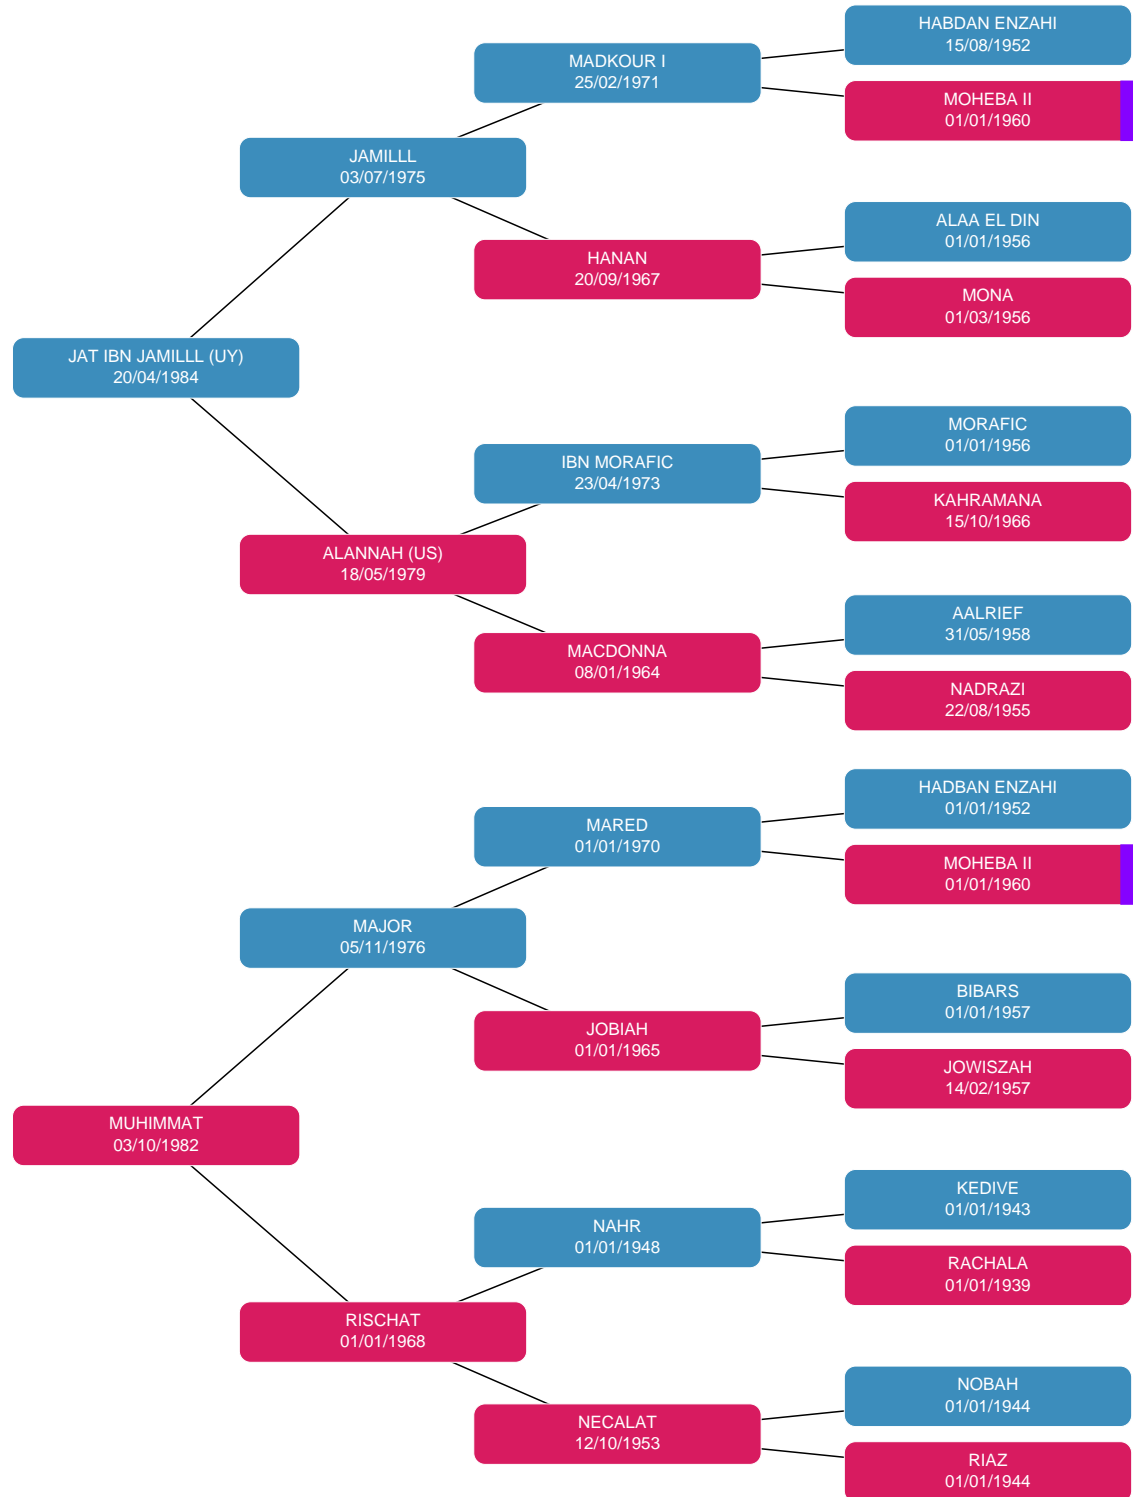 HABDAN ENZAHI
15/08/1952
MADKOUR I
25/02/1971
MOHEBA II
01/01/1960
JAMILLL
03/07/1975
ALAA EL DIN
01/01/1956
HANAN
20/09/1967
MONA
01/03/1956
JAT IBN JAMILLL (UY)
20/04/1984
MORAFIC
01/01/1956
IBN MORAFIC
23/04/1973
KAHRAMANA
15/10/1966
ALANNAH (US)
18/05/1979
AALRIEF
31/05/1958
MACDONNA
08/01/1964
NADRAZI
22/08/1955
HADBAN ENZAHI
01/01/1952
MARED
01/01/1970
MOHEBA II
01/01/1960
MAJOR
05/11/1976
BIBARS
01/01/1957
JOBIAH
01/01/1965
JOWISZAH
14/02/1957
MUHIMMAT
03/10/1982
KEDIVE
01/01/1943
NAHR
01/01/1948
RACHALA
01/01/1939
RISCHAT
01/01/1968
NOBAH
01/01/1944
NECALAT
12/10/1953
RIAZ
01/01/1944